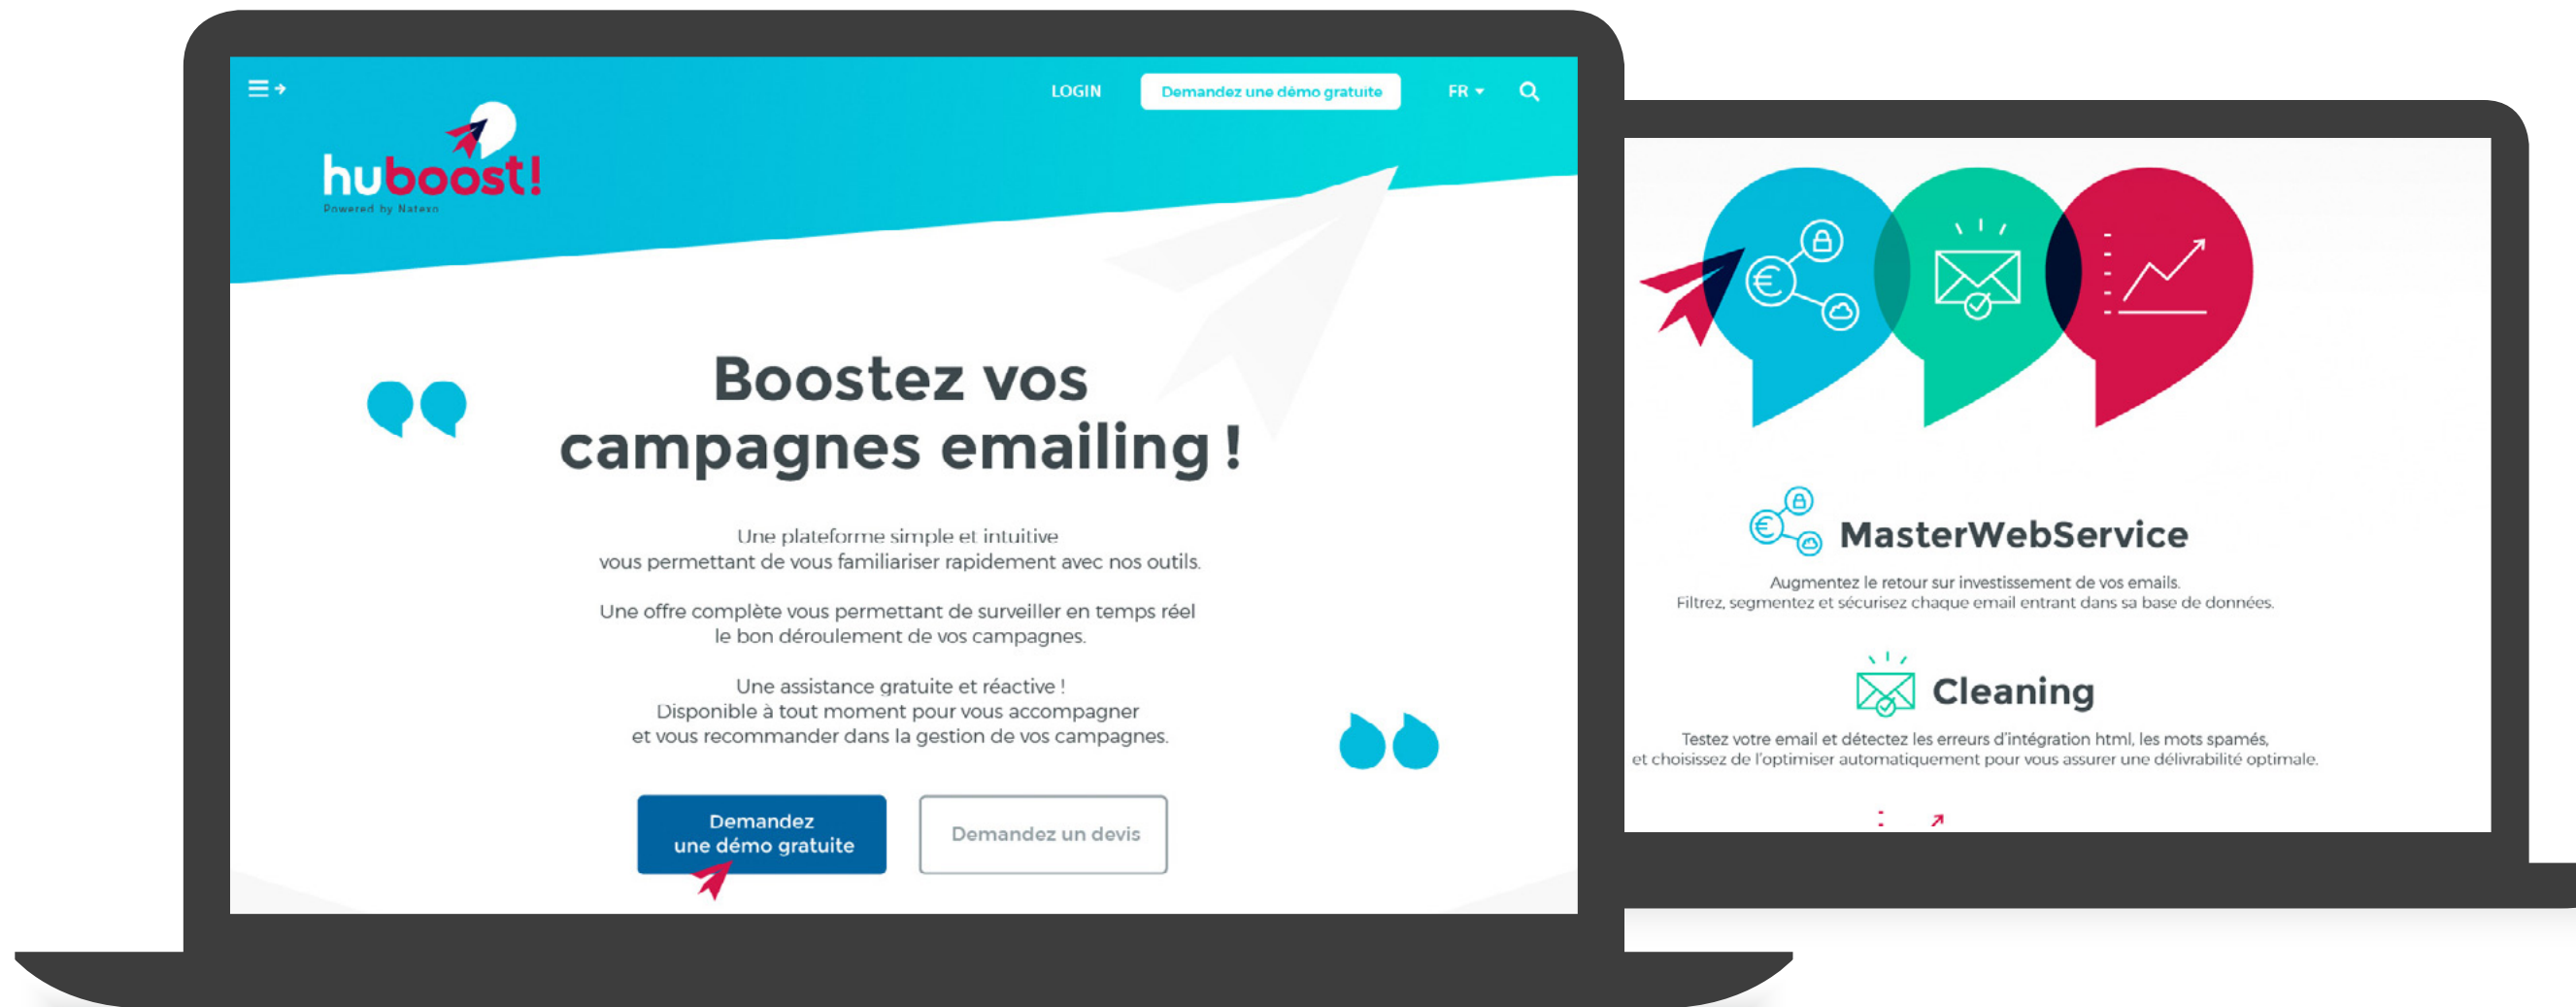 LOGIN
Demandez une démo gratuite
FR
huboost!
Powered by Natexo
Boostez vos
campagnes emailing !
Une plateforme simple et intuitive
vous permettant de vous familiariser rapidement avec nos outils.
Une offre complète vous permettant de surveiller en temps réel
le bon déroulement de vos campagnes.
Une assistance gratuite et réactive !
Disponible à tout moment pour vous accompagner
et vous recommander dans la gestion de vos campagnes.
Demandez
une démo gratuite
Demandez un devis
MasterWebService
Augmentez le retour sur investissement de vos emails.
Filtrez, segmentez et sécurisez chaque email entrant dans sa base de données.
Cleaning
Testez votre email et détectez les erreurs d'intégration html, les mots spamés,
et choisissez de l'optimiser automatiquement pour vous assurer une délivrabilité optimale.